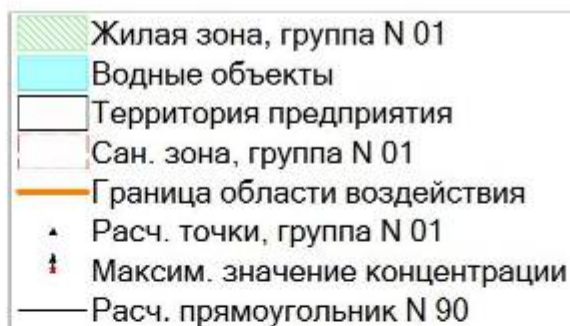 Жилая зона, группа N 01
Водные объекты
Территория предприятия
Сан. зона, группа N 01
Граница области воздействия
Расч. точки, группа N 01
Максим. значение концентрации
Расч. прямоугольник N 90